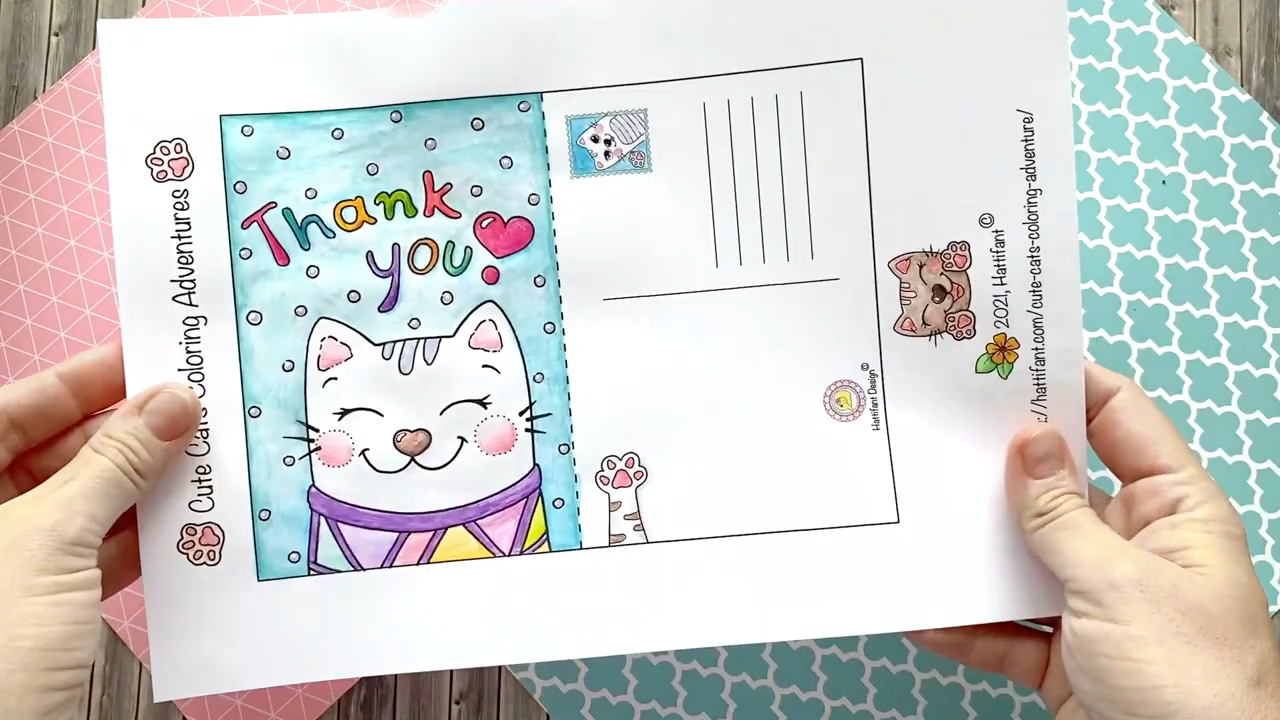 Cute Cats Coloring Adventures
Thank
you
Hattifant Design©
2021, Hattifant©
://hattifant.com/cute-cats-coloring-adventure/